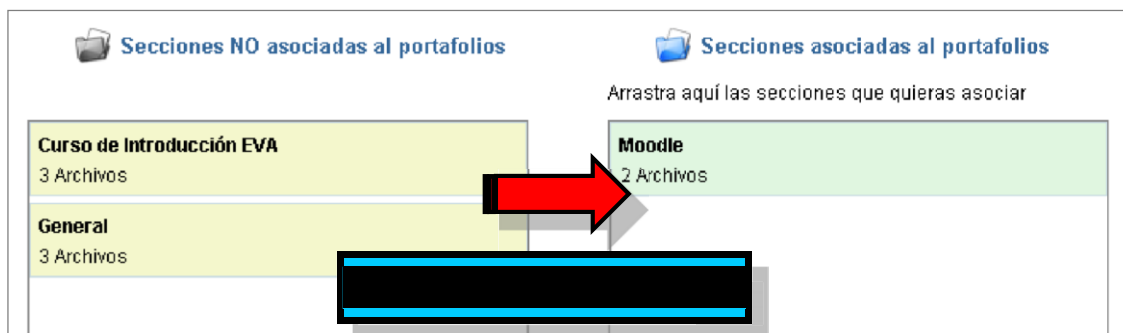 Secciones NO asociadas al portafolios
Secciones asociadas al portafolios
Arrastra aquí las secciones que quieras asociar
Curso de Introducción EVA
3 Archivos
General
3 Archivos
Moodle
2 Archivos